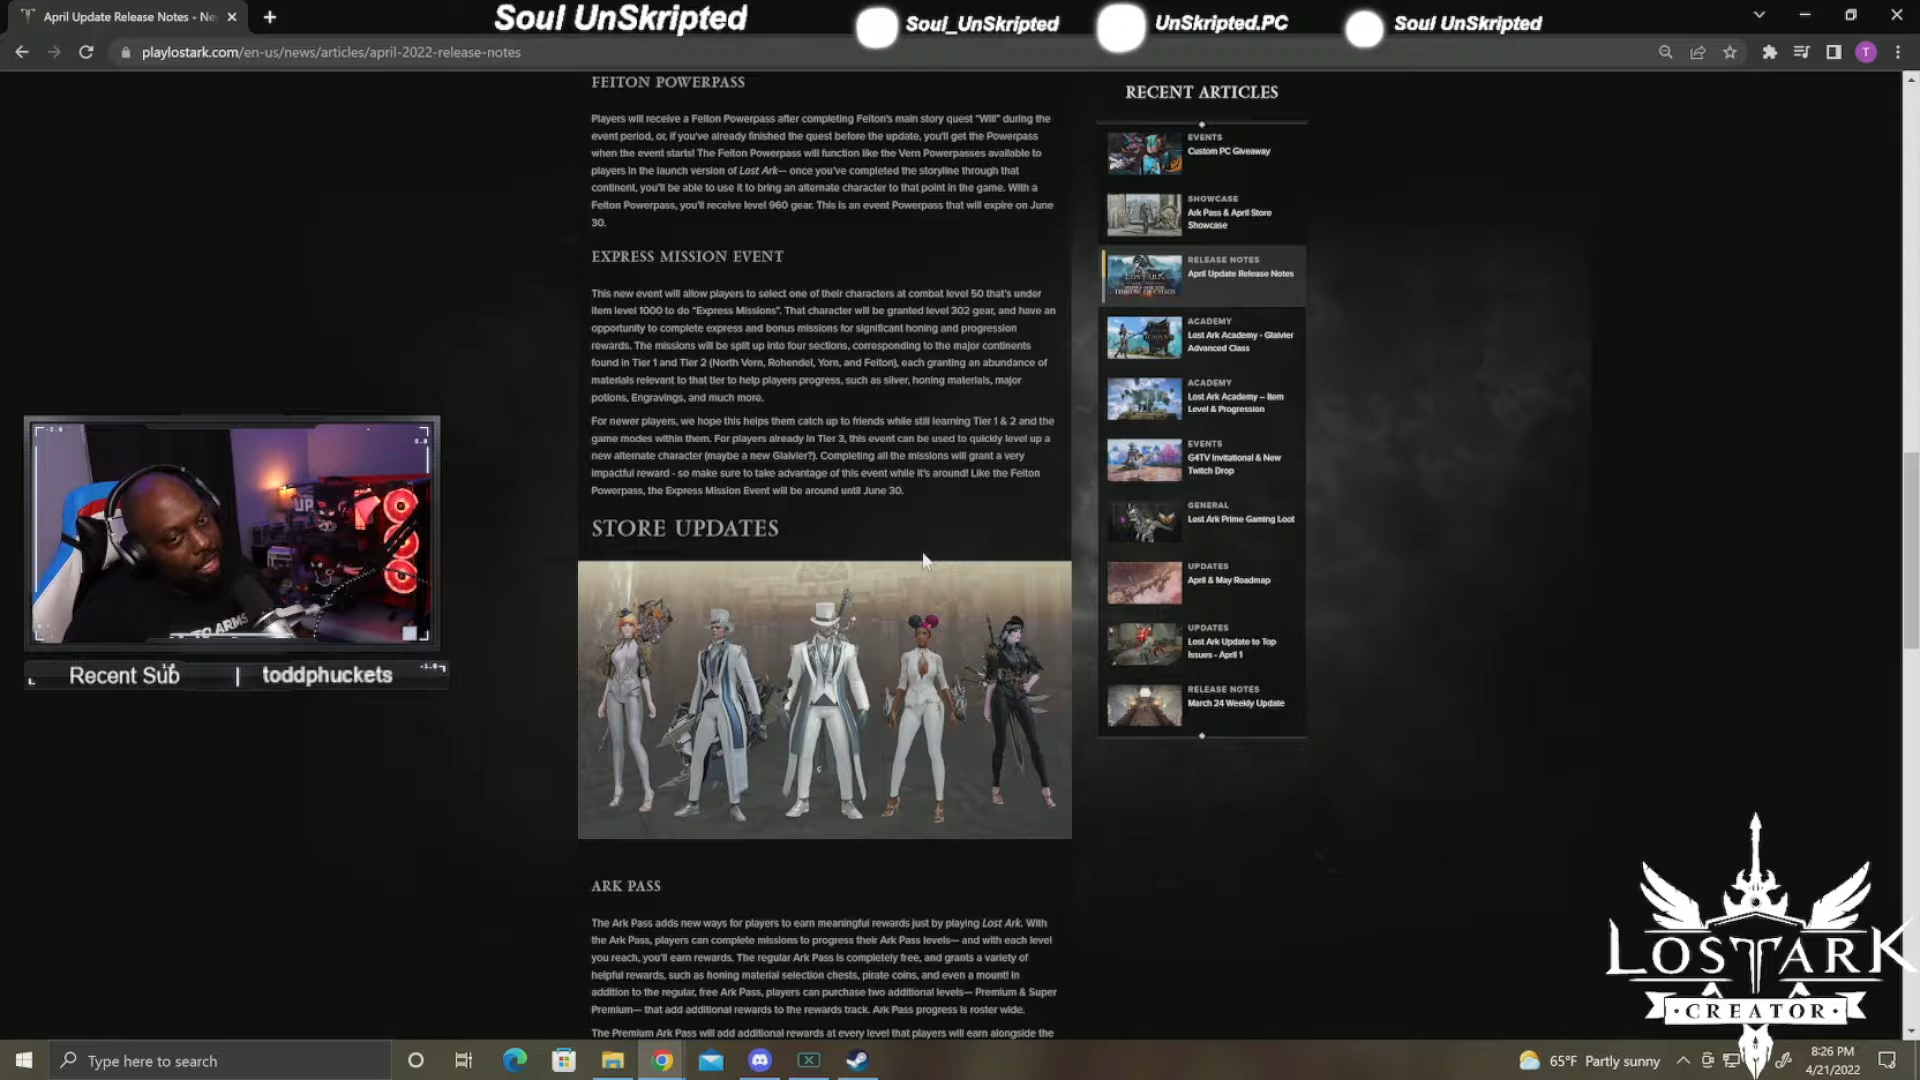 April Update Release Notes - Ne
Soul UnSkripted
Soul_UnSkripted
UnSkripted.PC
Soul UnSkripted
playlostark.com/en-us/news/articles/april-2022-release-notes
T
FEITON POWERPASS
Players will receive a Feiton Powerpass after completing Feiton's main story quest "Will" during the
event period, or, if you've already finished the quest before the update, you'll get the Powerpass
when the event starts! The Feiton Powerpass will function like the Vern Powerpasses available to
players in the launch version of Lost Ark— once you've completed the storyline through that
continent, you'll be able to use it to bring an alternate character to that point in the game. With a
Feiton Powerpass, you'll receive level 960 gear. This is an event Powerpass that will expire on June
30.
EXPRESS MISSION EVENT
This new event will allow players to select one of their characters at combat level 50 that's under
item level 1000 to do "Express Missions". That character will be granted level 302 gear, and have an
opportunity to complete express and bonus missions for significant honing and progression
rewards. The missions will be split up into four sections, corresponding to the major continents
found in Tier 1 and Tier 2 (North Vern, Rohendel, Yorn, and Feiton), each granting an abundance of
materials relevant to that tier to help players progress, such as silver, honing materials, major
potions, Engravings, and much more.
For newer players, we hope this helps them catch up to friends while still learning Tier 1 & 2 and the
game modes within them. For players already in Tier 3, this event can be used to quickly level up a
new alternate character (maybe a new Glaivier?). Completing all the missions will grant a very
impactful reward - so make sure to take advantage of this event while it's around! Like the Feiton
Powerpass, the Express Mission Event will be around until June 30.
STORE UPDATES
ARK PASS
The Ark Pass adds new ways for players to earn meaningful rewards just by playing Lost Ark. With
the Ark Pass, players can complete missions to progress their Ark Pass levels— and with each level
you reach, you'll earn rewards. The regular Ark Pass is completely free, and grants a variety of
helpful rewards, such as honing material selection chests, pirate coins, and even a mount! In
addition to the regular, free Ark Pass, players can purchase two additional levels— Premium & Super
Premium— that add additional rewards to the rewards track. Ark Pass progress is roster wide.
The Premium Ark Pass will add additional rewards at every level that players will earn alongside the
RECENT ARTICLES
EVENTS
Custom PC Giveaway
SHOWCASE
Ark Pass & April Store
Showcase
RELEASE NOTES
April Update Release Notes
ACADEMY
Lost Ark Academy - Glaivier
Advanced Class
ACADEMY
Lost Ark Academy – Item
Level & Progression
EVENTS
G4TV Invitational & New
Twitch Drop
GENERAL
Lost Ark Prime Gaming Loot
UPDATES
April & May Roadmap
UPDATES
Lost Ark Update to Top
Issues - April 1
RELEASE NOTES
March 24 Weekly Update
TO ARMS
Recent Sub | toddphuckets
LOST ARK
CREATOR
Type here to search
65°F Partly sunny
8:26 PM
4/21/2022